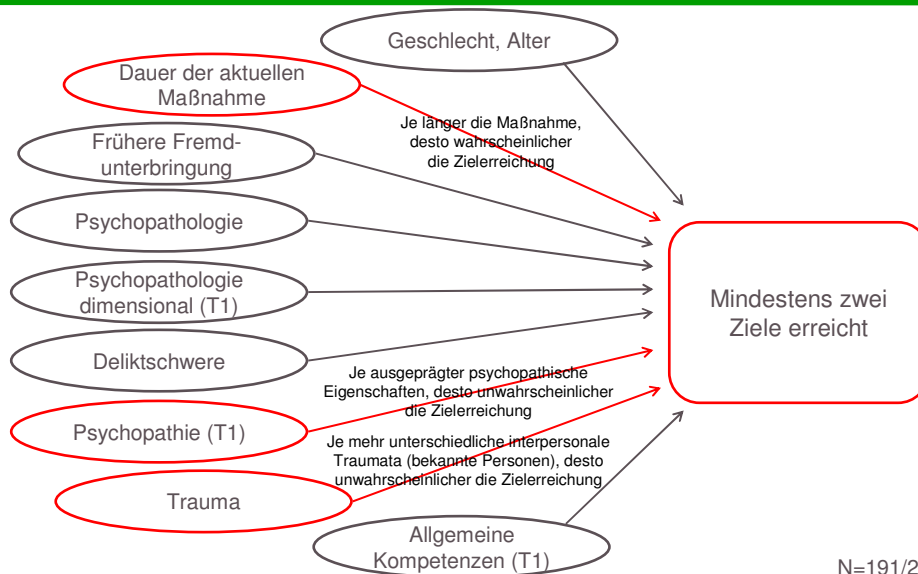 Geschlecht, Alter
Dauer der aktuellen
Maßnahme
Je länger die Maßnahme,
desto wahrscheinlicher
die Zielerreichung
Frühere Fremd-
unterbringung
Psychopathologie
Psychopathologie
dimensional (T1)
Mindestens zwei
Ziele erreicht
Deliktschwere
Je ausgeprägter psychopathische
Eigenschaften, desto unwahrscheinlicher
die Zielerreichung
Psychopathie (T1)
Je mehr unterschiedliche interpersonale
Traumata (bekannte Personen), desto
unwahrscheinlicher die Zielerreichung
Trauma
Allgemeine
Kompetenzen (T1)
N=191/2